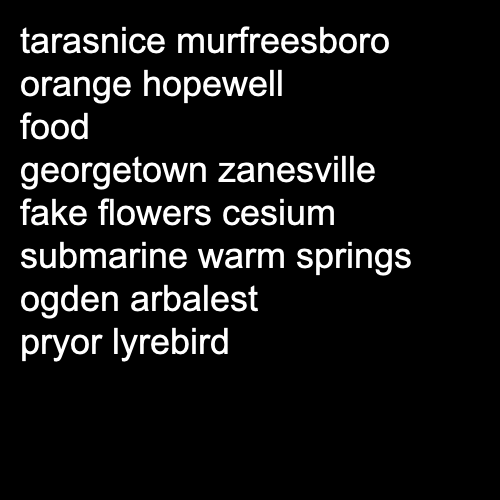 tarasnice murfreesboro
orange hopewell
food
georgetown zanesville
fake flowers cesium
submarine warm springs
ogden arbalest
pryor lyrebird